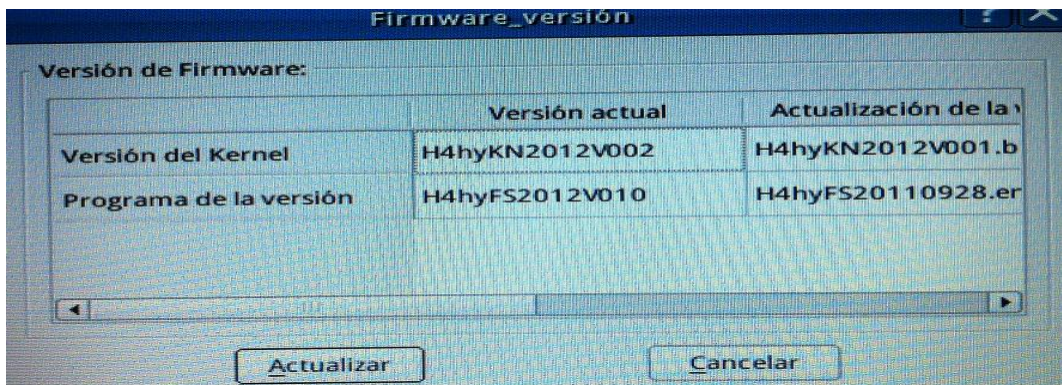 Firmware_versión
Versión de Firmware:
Versión actual Actualización de la
Versión del Kernel H4hyKN2012V002 H4hyKN2012V001.b
Programa de la versión H4hyFS2012V010 H4hyFS20110928.er
Actualizar Cancelar